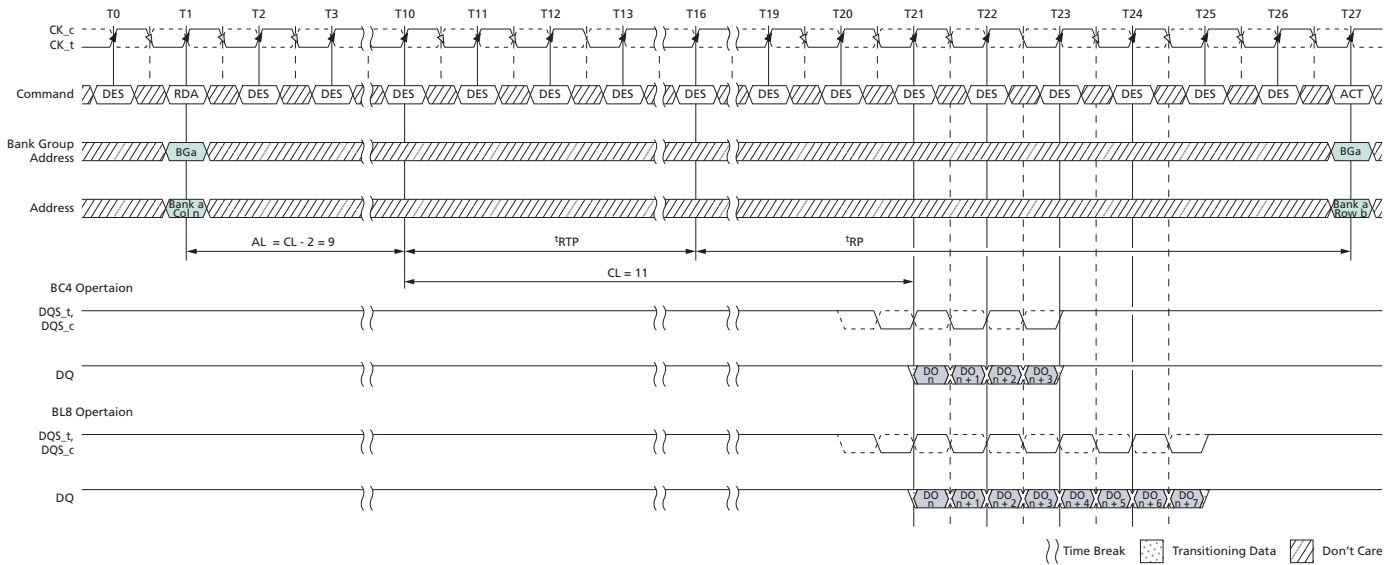 T0 T1 T2 T3 T10 T11 T12 T13 T16 T19 T20 T21 T22 T23 T24 T25 T26 T27
CK_c
CK_t
Command DES RDA DES DES DES DES DES DES DES DES DES DES DES DES DES DES DES ACT
Bank Group
Address BGa BGa
Address Bank a
Col n
Bank a
Row b
AL = CL - 2 = 9 tRTP tRP
CL = 11
BC4 Opertaion
DQS_t,
DQS_c
DQ DO
n
DO
n + 1
DO
n + 2
DO
n + 3
BL8 Opertaion
DQS_t,
DQS_c
DQ DO
n
DO
n + 1
DO
n + 2
DO
n + 3
DO
n + 4
DO
n + 5
DO
n + 6
DO
n + 7
Time Break Transitioning Data Don't Care